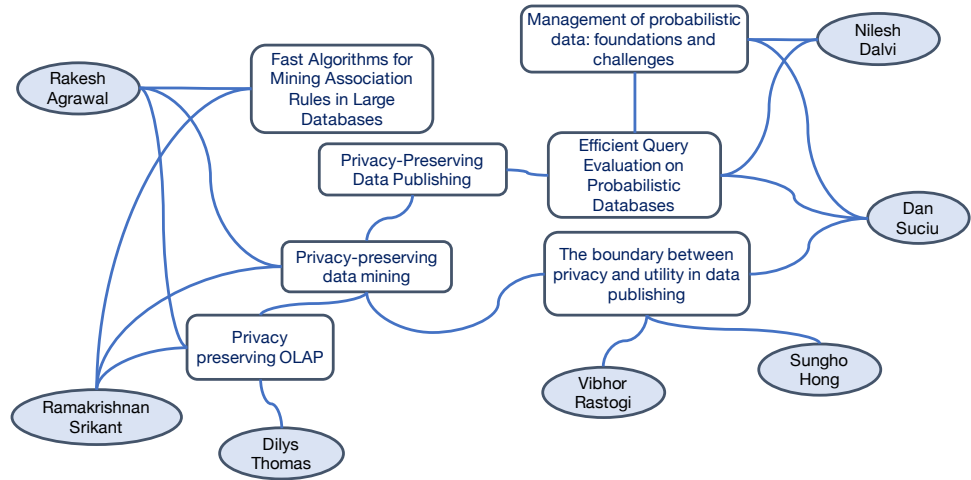 Management of probabilistic
data: foundations and
challenges
Nilesh
Dalvi
Fast Algorithms for
Mining Association
Rules in Large
Databases
Rakesh
Agrawal
Privacy-Preserving
Data Publishing
Efficient Query
Evaluation on
Probabilistic
Databases
Dan
Suciu
Privacy-preserving
data mining
The boundary between
privacy and utility in data
publishing
Privacy
preserving OLAP
Sungho
Hong
Vibhor
Rastogi
Ramakrishnan
Srikant
Dilys
Thomas